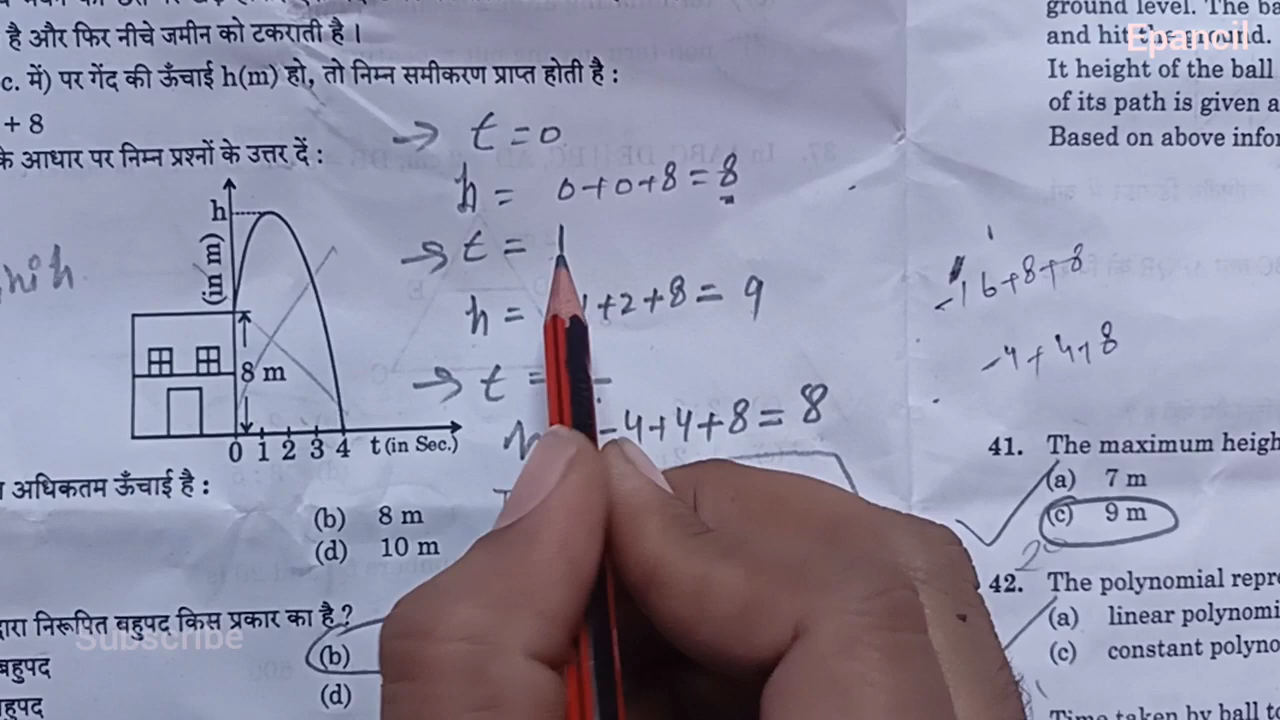 है और फिर नीचे जमीन को टकराती है ।
c. में) पर गेंद की ऊँचाई h(m) हो, तो निम्न समीकरण प्राप्त होती है :
+ 8
के आधार पर निम्न प्रश्नों के उत्तर दें :
h
(in m)
8 m
0 1 2 3 4 t (in Sec.)
अधिकतम ऊँचाई है :
(b) 8 m
(d) 10 m
द्वारा निरूपित बहुपद किस प्रकार का है ?
बहुपद
(b)
(d)
→ t = 0
h = 0+0+8 = 8
→ t = 1
h = 1+2+8 = 9
→ t =
-4+4+8 = 8
ground level. The ba
and hit the ground.
It height of the ball
of its path is given a
Based on above infor
-16+8+8
-4+4+8
41. The maximum heigh
(a) 7 m
(c) 9 m
42. The polynomial repre
(a) linear polynomi
(c) constant polyno
Time taken by ball to
Epancil
Subscribe